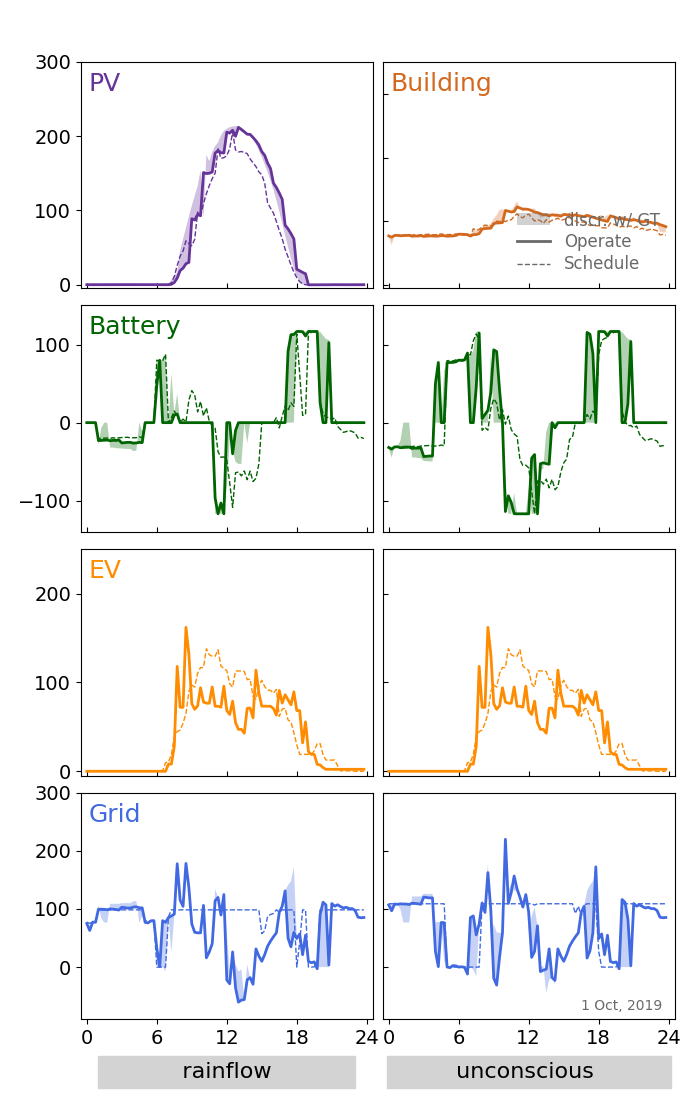 300
PV
Building
200
100
discr. w/ GT
Operate
Schedule
0
Battery
100
0
−100
EV
200
100
0
300
Grid
200
100
0
1 Oct, 2019
0 6 12 18 24 0 6 12 18 24
rainflow unconscious